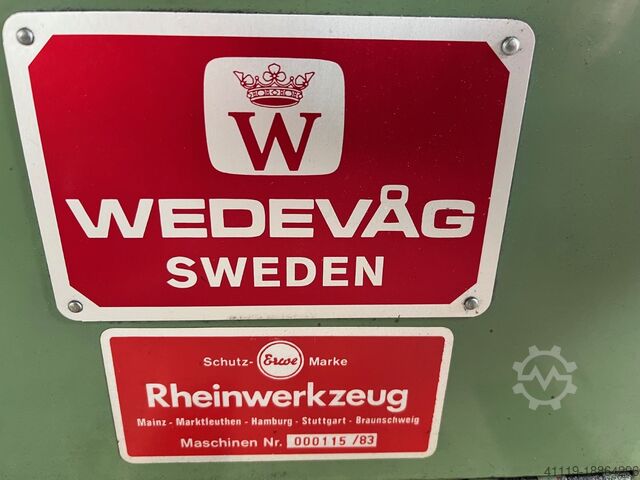 W
WEDEVÅG
SWEDEN
Schutz- Erwe Marke
Rheinwerkzeug
Mainz - Marktleuthen - Hamburg - Stuttgart - Braunschweig
Maschinen Nr. 000115 /83